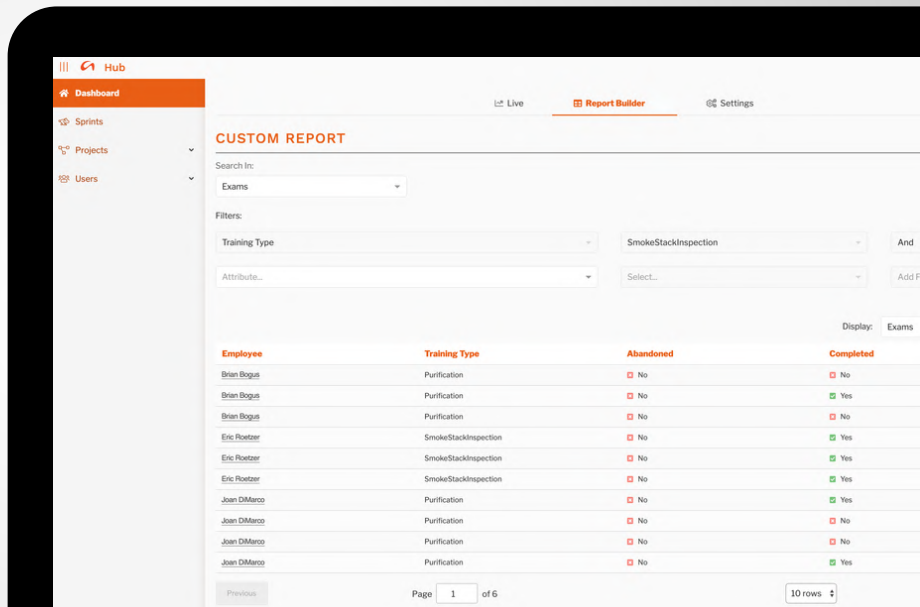 Hub
Dashboard
Live
Report Builder
Settings
Sprints
CUSTOM REPORT
Projects
Search In:
Users
Exams
Filters:
Training Type SmokeStackInspection And
Attribute... Select... Add F
Display: Exams
Employee Training Type Abandoned Completed
Brian Bogus Purification No No
Brian Bogus Purification No Yes
Brian Bogus Purification No No
Eric Roetzer SmokeStackInspection No Yes
Eric Roetzer SmokeStackInspection No Yes
Eric Roetzer SmokeStackInspection No Yes
Joan DiMarco Purification No Yes
Joan DiMarco Purification No No
Joan DiMarco Purification No No
Joan DiMarco Purification No Yes
Previous Page 1 of 6 10 rows